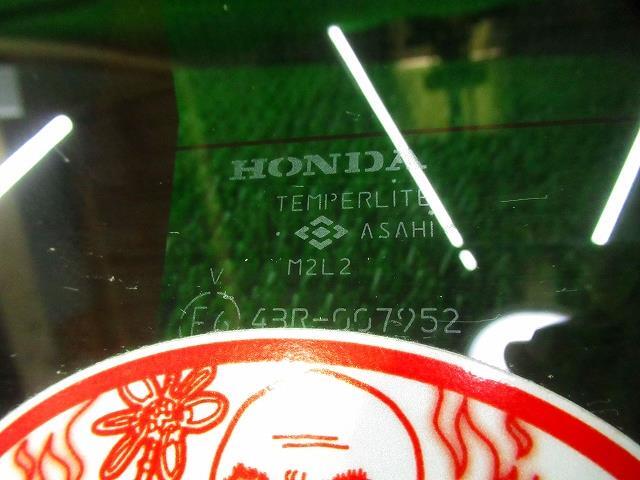 HONDA
TEMPERLITE
ASAHI
M2L2
V
E6 43R-007952